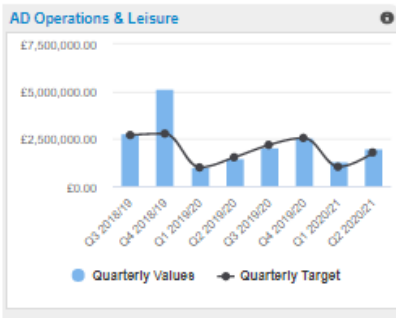 AD Operations & Leisure
£7,500,000.00
£5,000,000.00
£2,500,000.00
£0.00
Q3 2018/19
Q4 2018/19
Q1 2019/20
Q2 2019/20
Q3 2019/20
Q4 2019/20
Q1 2020/21
Q2 2020/21
Quarterly Values
Quarterly Target